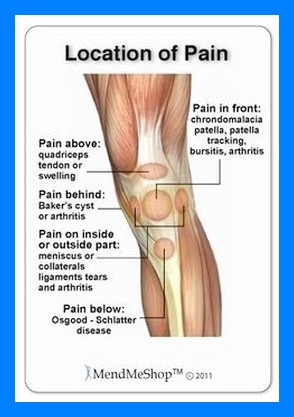 Location of Pain
Pain in front:
chrondomalacia
patella, patella
tracking,
bursitis, arthritis
Pain above:
quadriceps
tendon or
swelling
Pain behind:
Baker's cyst
or arthritis
Pain on inside
or outside part:
meniscus or
collaterals
ligaments tears
and arthritis
Pain below:
Osgood - Schlatter
disease
MendMeShop™ © 2011